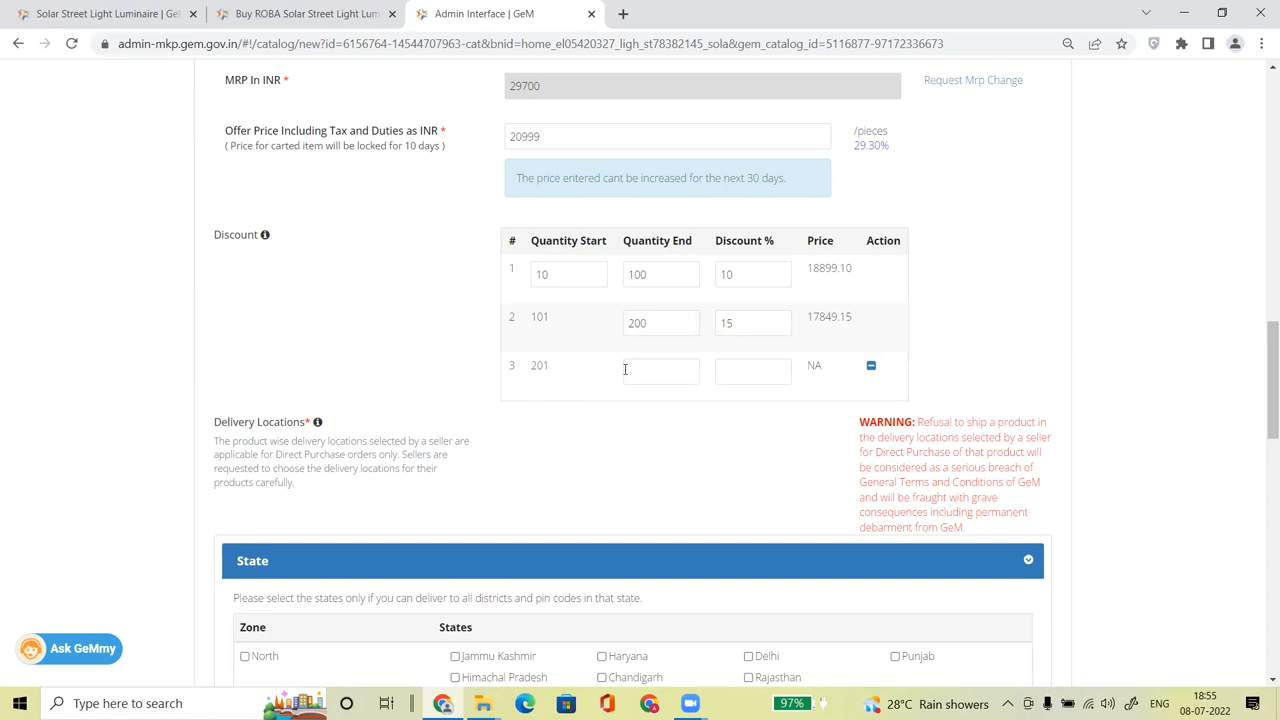 Solar Street Light Luminaire | Ge
Buy ROBA Solar Street Light Lum
Admin Interface | GeM
admin-mkp.gem.gov.in/#!/catalog/new?id=6156764-14544707963-cat&bnid=home_el05420327_ligh_st78382145_sola&gem_catalog_id=5116877-97172336673
MRP In INR *
29700
Request Mrp Change
Offer Price Including Tax and Duties as INR *
( Price for carted item will be locked for 10 days )
20999
/pieces
29.30%
The price entered cant be increased for the next 30 days.
Discount
# Quantity Start Quantity End Discount % Price Action
1 10 100 10 18899.10
2 101 200 15 17849.15
3 201 NA
Delivery Locations*
The product wise delivery locations selected by a seller are
applicable for Direct Purchase orders only. Sellers are
requested to choose the delivery locations for their
products carefully.
WARNING: Refusal to ship a product in
the delivery locations selected by a seller
for Direct Purchase of that product will
be considered as a serious breach of
General Terms and Conditions of GeM
and will be fraught with grave
consequences including permanent
debarment from GeM.
State
Please select the states only if you can deliver to all districts and pin codes in that state.
Zone States
North Jammu Kashmir Haryana Delhi Punjab
Himachal Pradesh Chandigarh Rajasthan
Ask GeMmy
Type here to search
97%
28°C Rain showers
ENG
18:55
08-07-2022